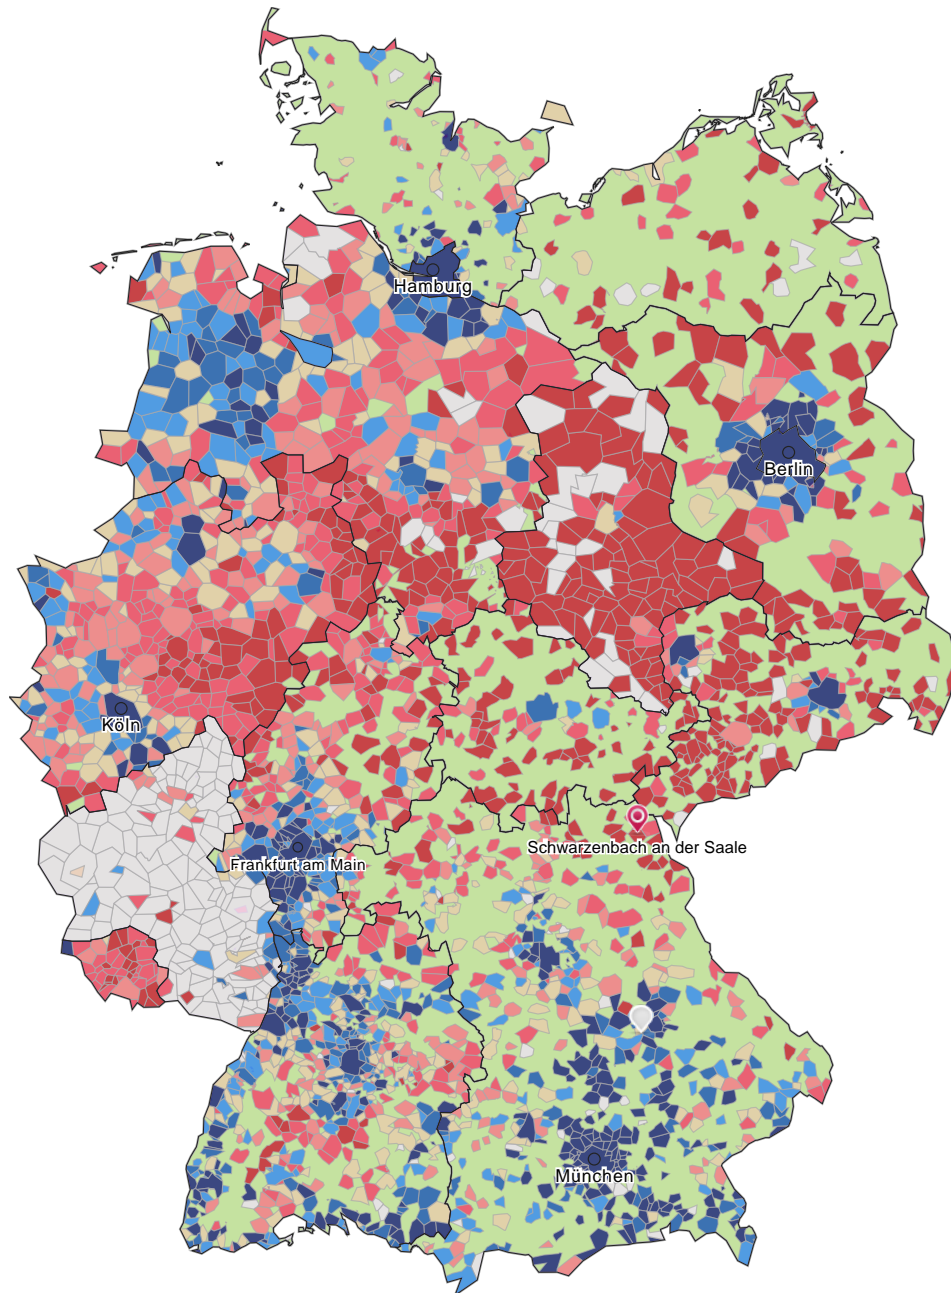 Hamburg
Berlin
Köln
Schwarzenbach an der Saale
Frankfurt am Main
München